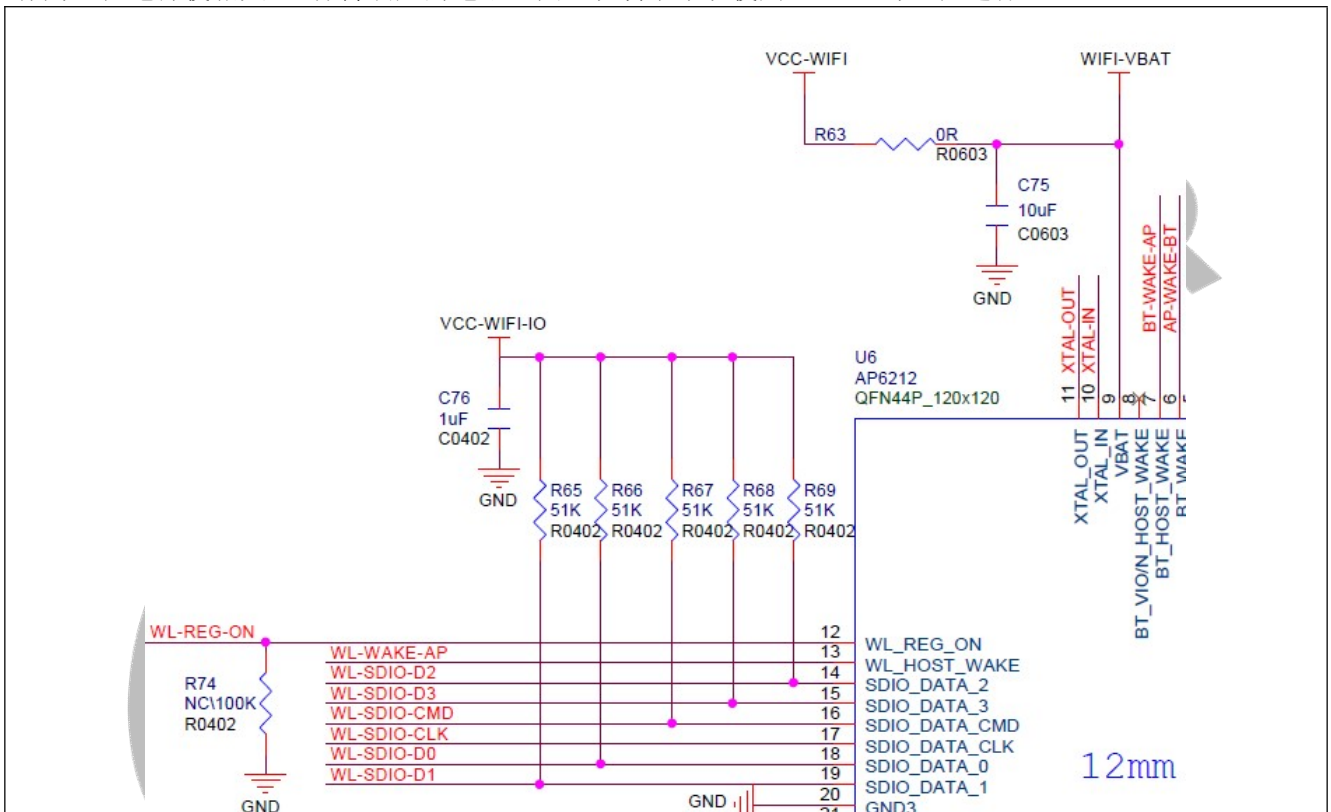 VCC-WIFI
WIFI-VBAT
R63
0R
R0603
C75
10uF
C0603
GND
BT-WAKE-AP
AP-WAKE-BT
XTAL-OUT
XTAL-IN
VCC-WIFI-IO
C76
1uF
C0402
GND
U6
AP6212
QFN44P_120x120
11
10
9
8
7
6
XTAL_OUT
XTAL_IN
VBAT
BT_VIO/N_HOST_WAKE
BT_HOST_WAKE
R65
51K
R0402
R66
51K
R0402
R67
51K
R0402
R68
51K
R0402
R69
51K
R0402
WL-REG-ON
12
WL_REG_ON
WL-WAKE-AP
13
WL_HOST_WAKE
WL-SDIO-D2
14
SDIO_DATA_2
WL-SDIO-D3
15
SDIO_DATA_3
WL-SDIO-CMD
16
SDIO_DATA_CMD
WL-SDIO-CLK
17
SDIO_DATA_CLK
WL-SDIO-D0
18
SDIO_DATA_0
WL-SDIO-D1
19
SDIO_DATA_1
R74
NC\100K
R0402
GND
GND
20
GND3
12mm